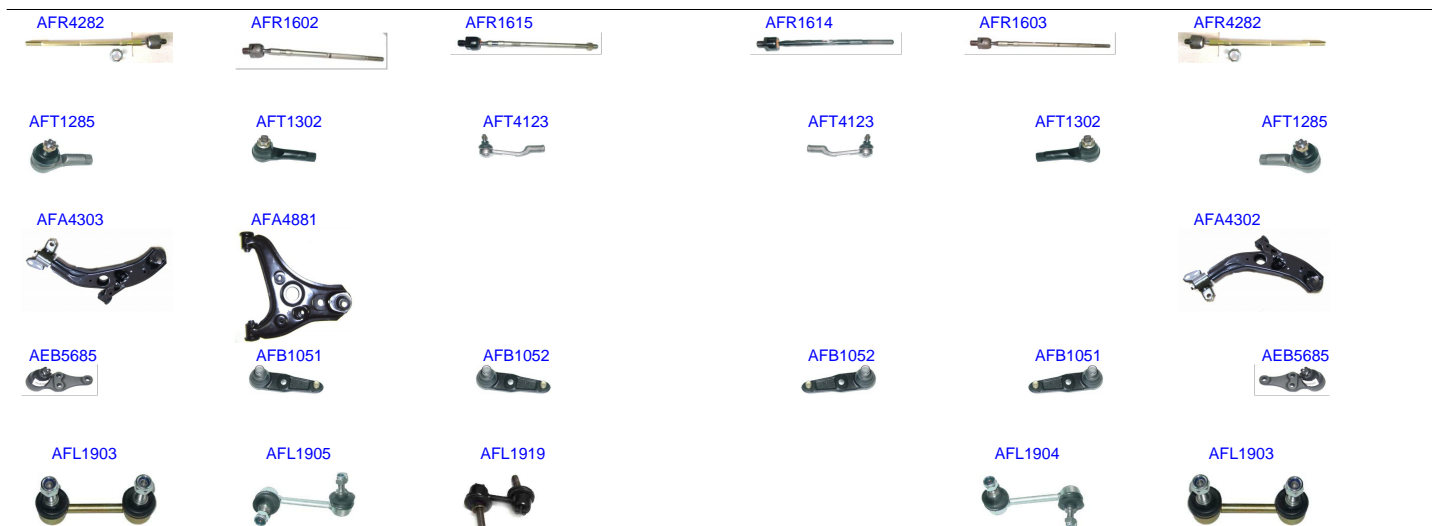 AFR4282 AFR1602 AFR1615 AFR1614 AFR1603 AFR4282
AFT1285 AFT1302 AFT4123 AFT4123 AFT1302 AFT1285
AFA4303 AFA4881 AFA4302
AEB5685 AFB1051 AFB1052 AFB1052 AFB1051 AEB5685
AFL1903 AFL1905 AFL1919 AFL1904 AFL1903